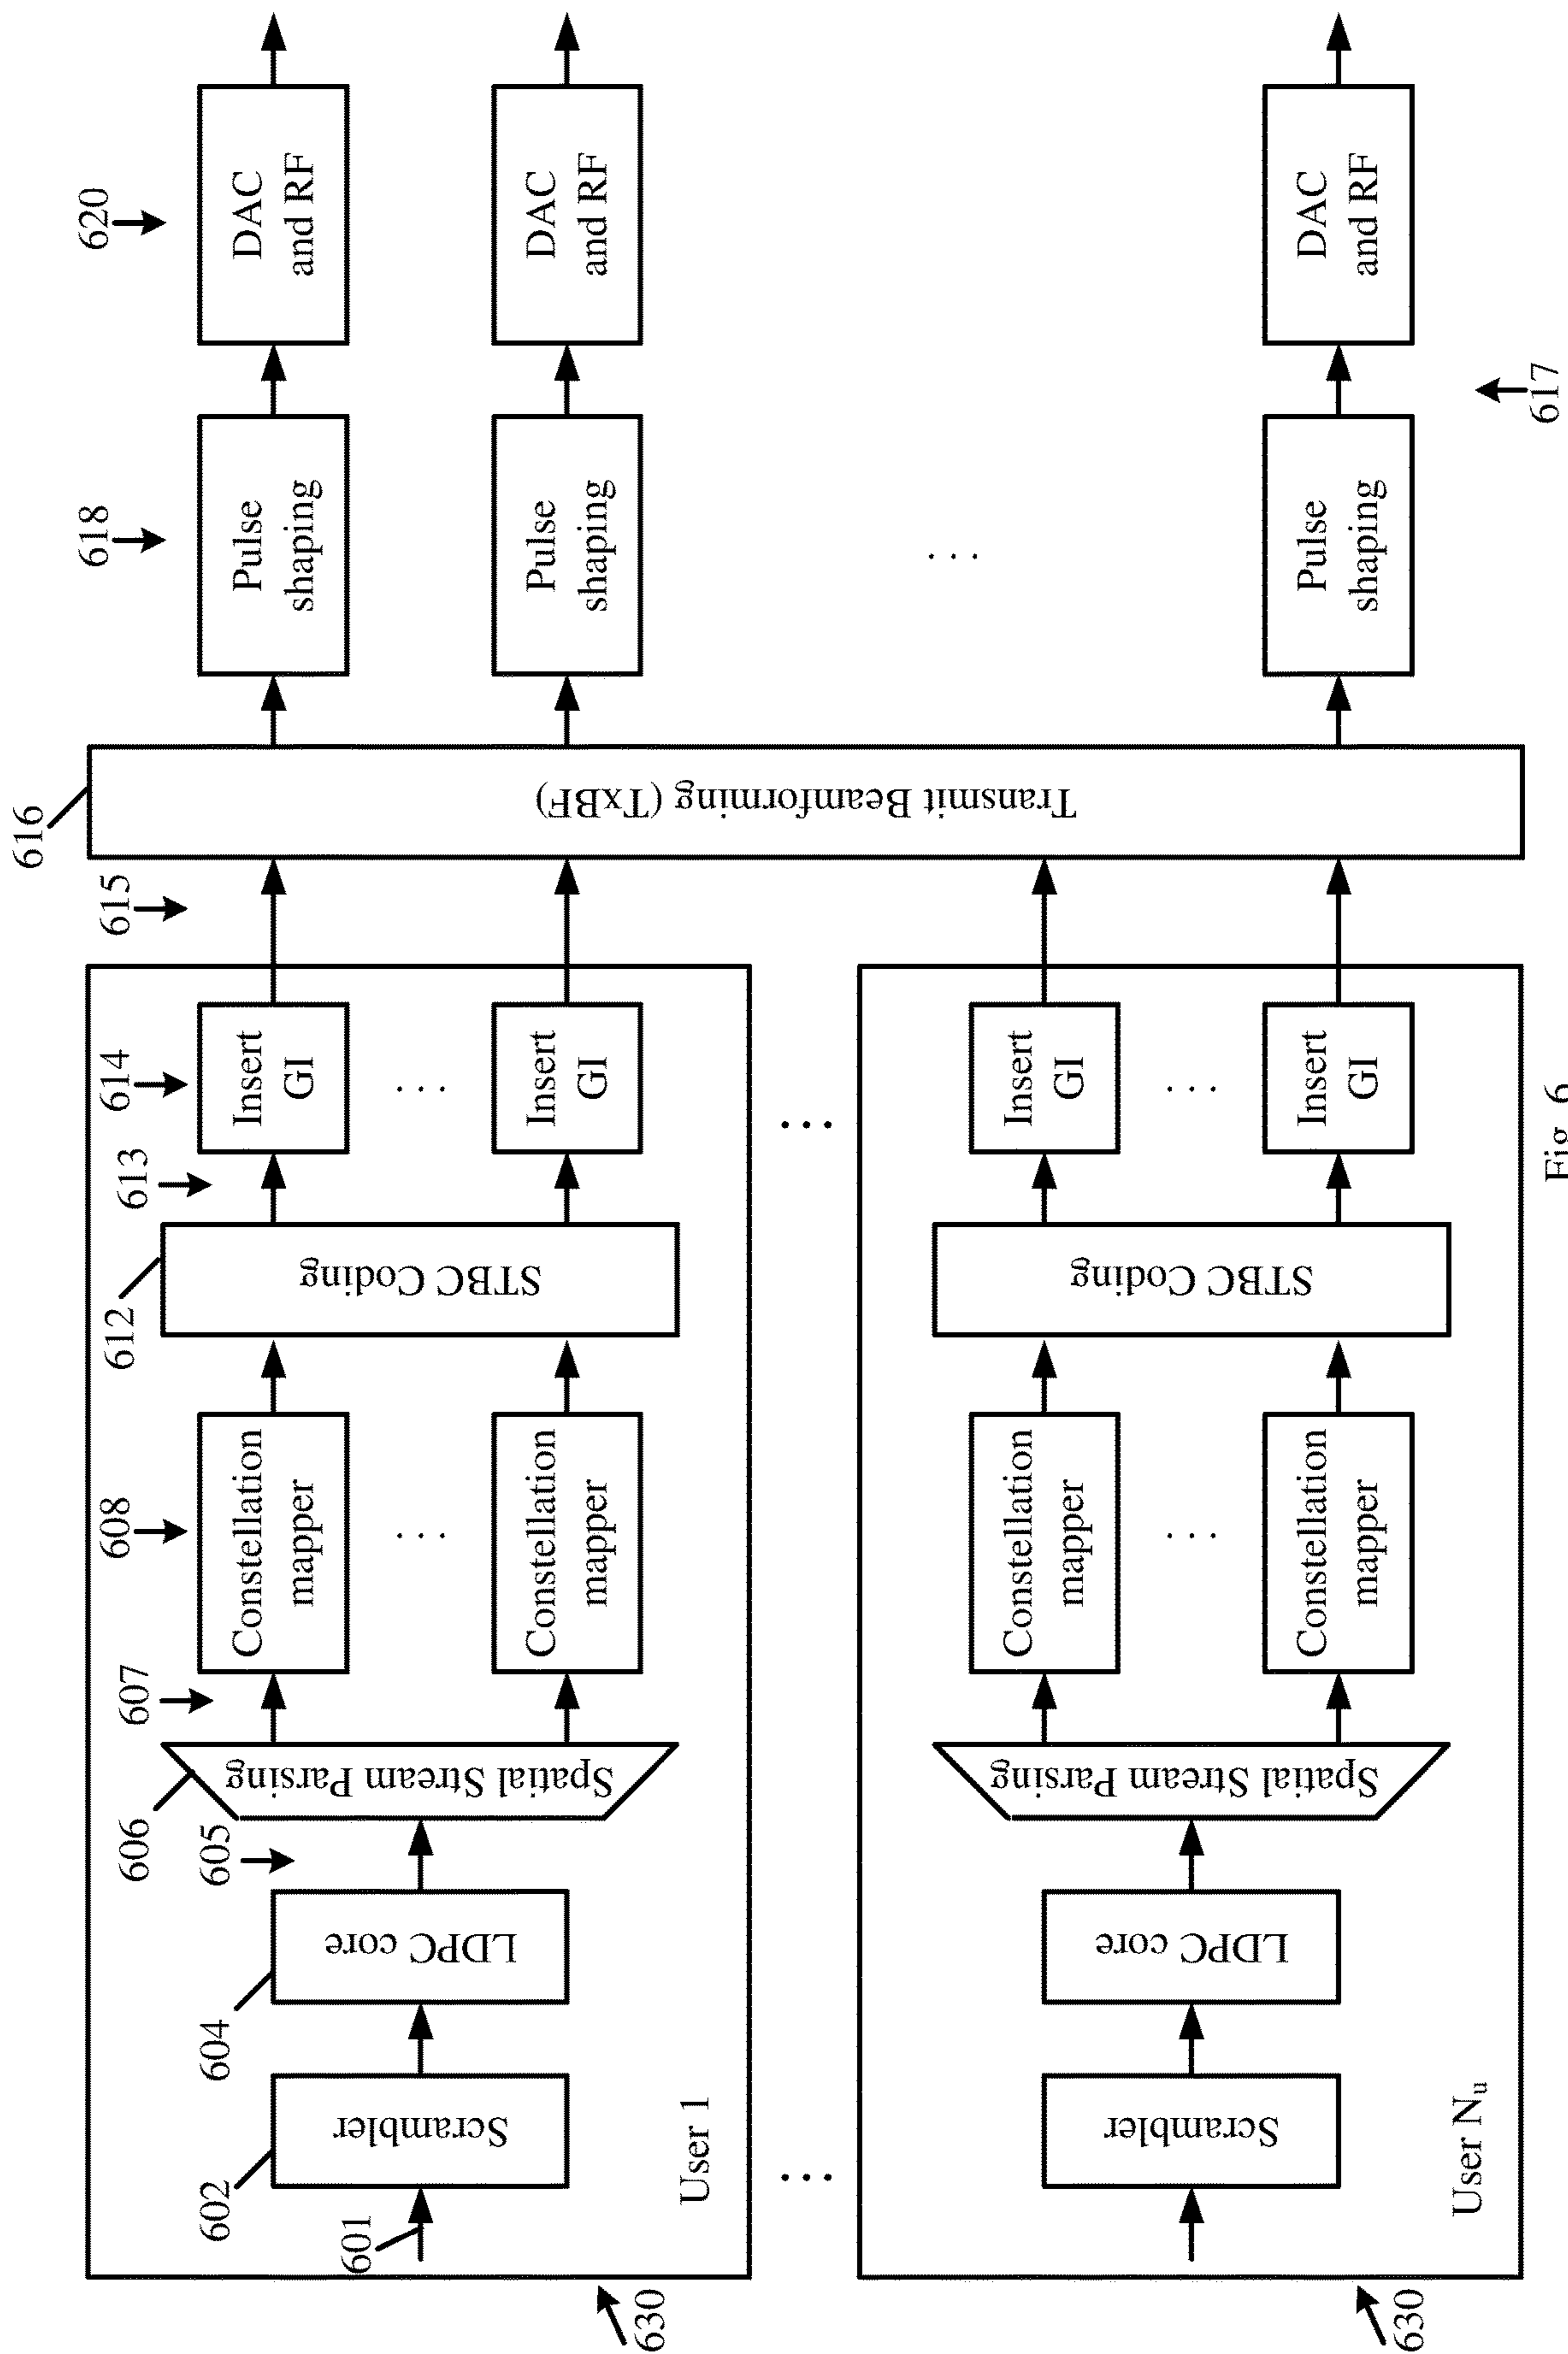 630
601
602
Scrambler
604
LDPC core
605
606
Spatial Stream Parsing
607
608
Constellation
mapper
...
Constellation
mapper
612
STBC Coding
613
614
Insert
GI
...
Insert
GI
User 1
615
616
Transmit Beamforming (TxBF)
618
Pulse
shaping
620
DAC
and RF
Pulse
shaping
DAC
and RF
...
...
...
630
Scrambler
LDPC core
Spatial Stream Parsing
Constellation
mapper
...
Constellation
mapper
STBC Coding
Insert
GI
...
Insert
GI
User Nu
Pulse
shaping
DAC
and RF
617
Fig. 6